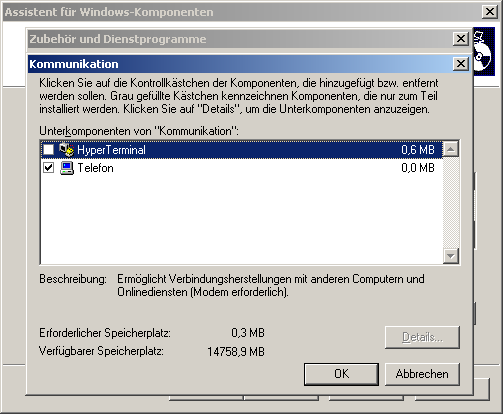 Assistent für Windows-Komponenten
Zubehör und Dienstprogramme
Kommunikation
Klicken Sie auf die Kontrollkästchen der Komponenten, die hinzugefügt bzw. entfernt
werden sollen. Grau gefüllte Kästchen kennzeichnen Komponenten, die nur zum Teil
installiert werden. Klicken Sie auf "Details", um die Unterkomponenten anzuzeigen.
Unterkomponenten von "Kommunikation":
HyperTerminal 0,6 MB
Telefon 0,0 MB
Beschreibung: Ermöglicht Verbindungsherstellungen mit anderen Computern und
Onlinediensten (Modem erforderlich).
Erforderlicher Speicherplatz: 0,3 MB
Details...
Verfügbarer Speicherplatz: 14758,9 MB
OK Abbrechen